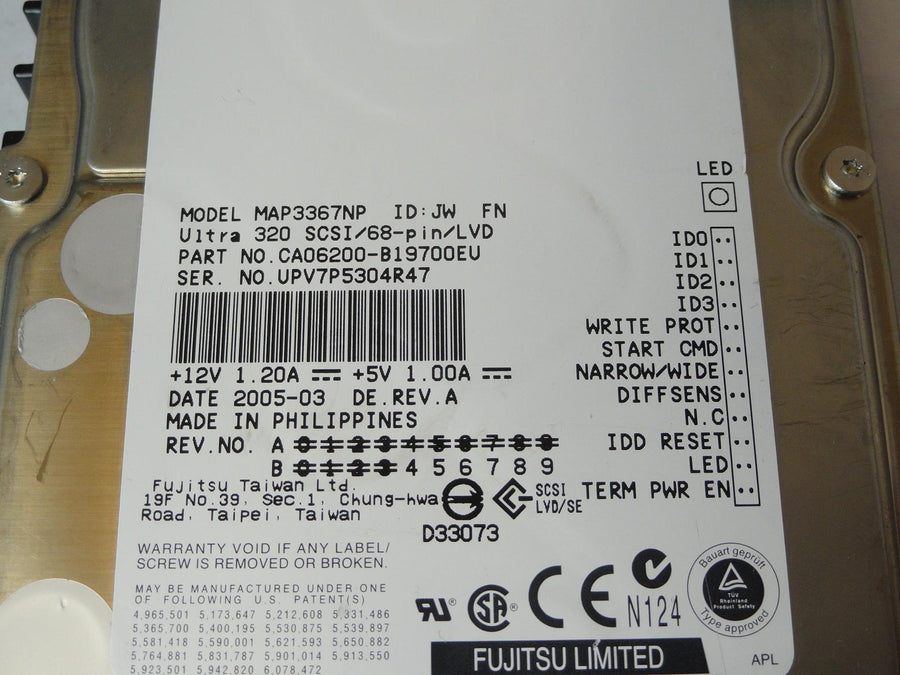 LED
MODEL MAP3367NP ID:JW FN
Ultra 320 SCSI/68-pin/LVD
PART NO.CA06200-B19700EU
SER. NO.UPV7P5304R47
+12V 1.20A +5V 1.00A
DATE 2005-03 DE.REV.A
MADE IN PHILIPPINES
REV.NO. A 0 1 2 3 4 5 6 7 8 9
B 0 1 2 3 4 5 6 7 8 9
ID0
ID1
ID2
ID3
WRITE PROT
START CMD
NARROW/WIDE
DIFFSENS
N.C
IDD RESET
LED
TERM PWR EN
Fujitsu Taiwan Ltd.
19F No.39, Sec.1, Chung-hwa
Road, Taipei, Taiwan
D33073
SCSI
LVD/SE
WARRANTY VOID IF ANY LABEL/
SCREW IS REMOVED OR BROKEN.
MAY BE MANUFACTURED UNDER ONE
OF FOLLOWING U.S. PATENT(S)
4,965,501 5,173,647 5,212,608 5,331,486
5,365,700 5,400,195 5,530,875 5,539,897
5,581,418 5,590,001 5,621,593 5,650,882
5,764,881 5,831,787 5,901,014 5,913,550
5,923,501 5,942,820 6,078,472
RU
SA
CE
N124
Bauart geprüft
TÜV
Rheinland
Product Safety
Type approved
FUJITSU LIMITED
APL